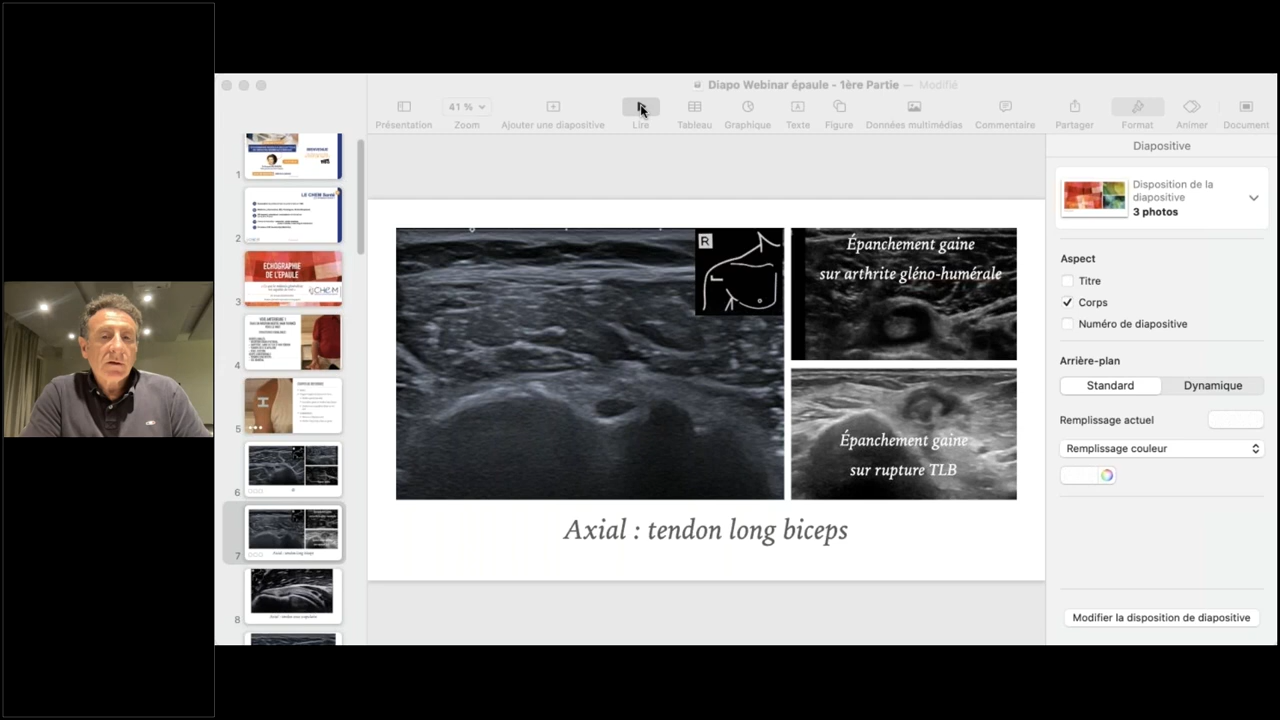 Diapo Webinar épaule - 1ère Partie — Modifié
41 %
Présentation
Zoom
Ajouter une diapositive
Lire
Tableau
Graphique
Texte
Figure
Données multimédias
Commentaire
Partager
Format
Animer
Document
1
2
LE CHEM Santé
3
ECHOGRAPHIE
DE L'ÉPAULE
4
5
6
7
Axial : tendon long biceps
8
R
Épanchement gaine
sur arthrite gléno-humérale
Épanchement gaine
sur rupture TLB
Axial : tendon long biceps
Diapositive
Disposition de la
diapositive
3 photos
Aspect
Titre
Corps
Numéro de diapositive
Arrière-plan
Standard
Dynamique
Remplissage actuel
Remplissage couleur
Modifier la disposition de diapositive